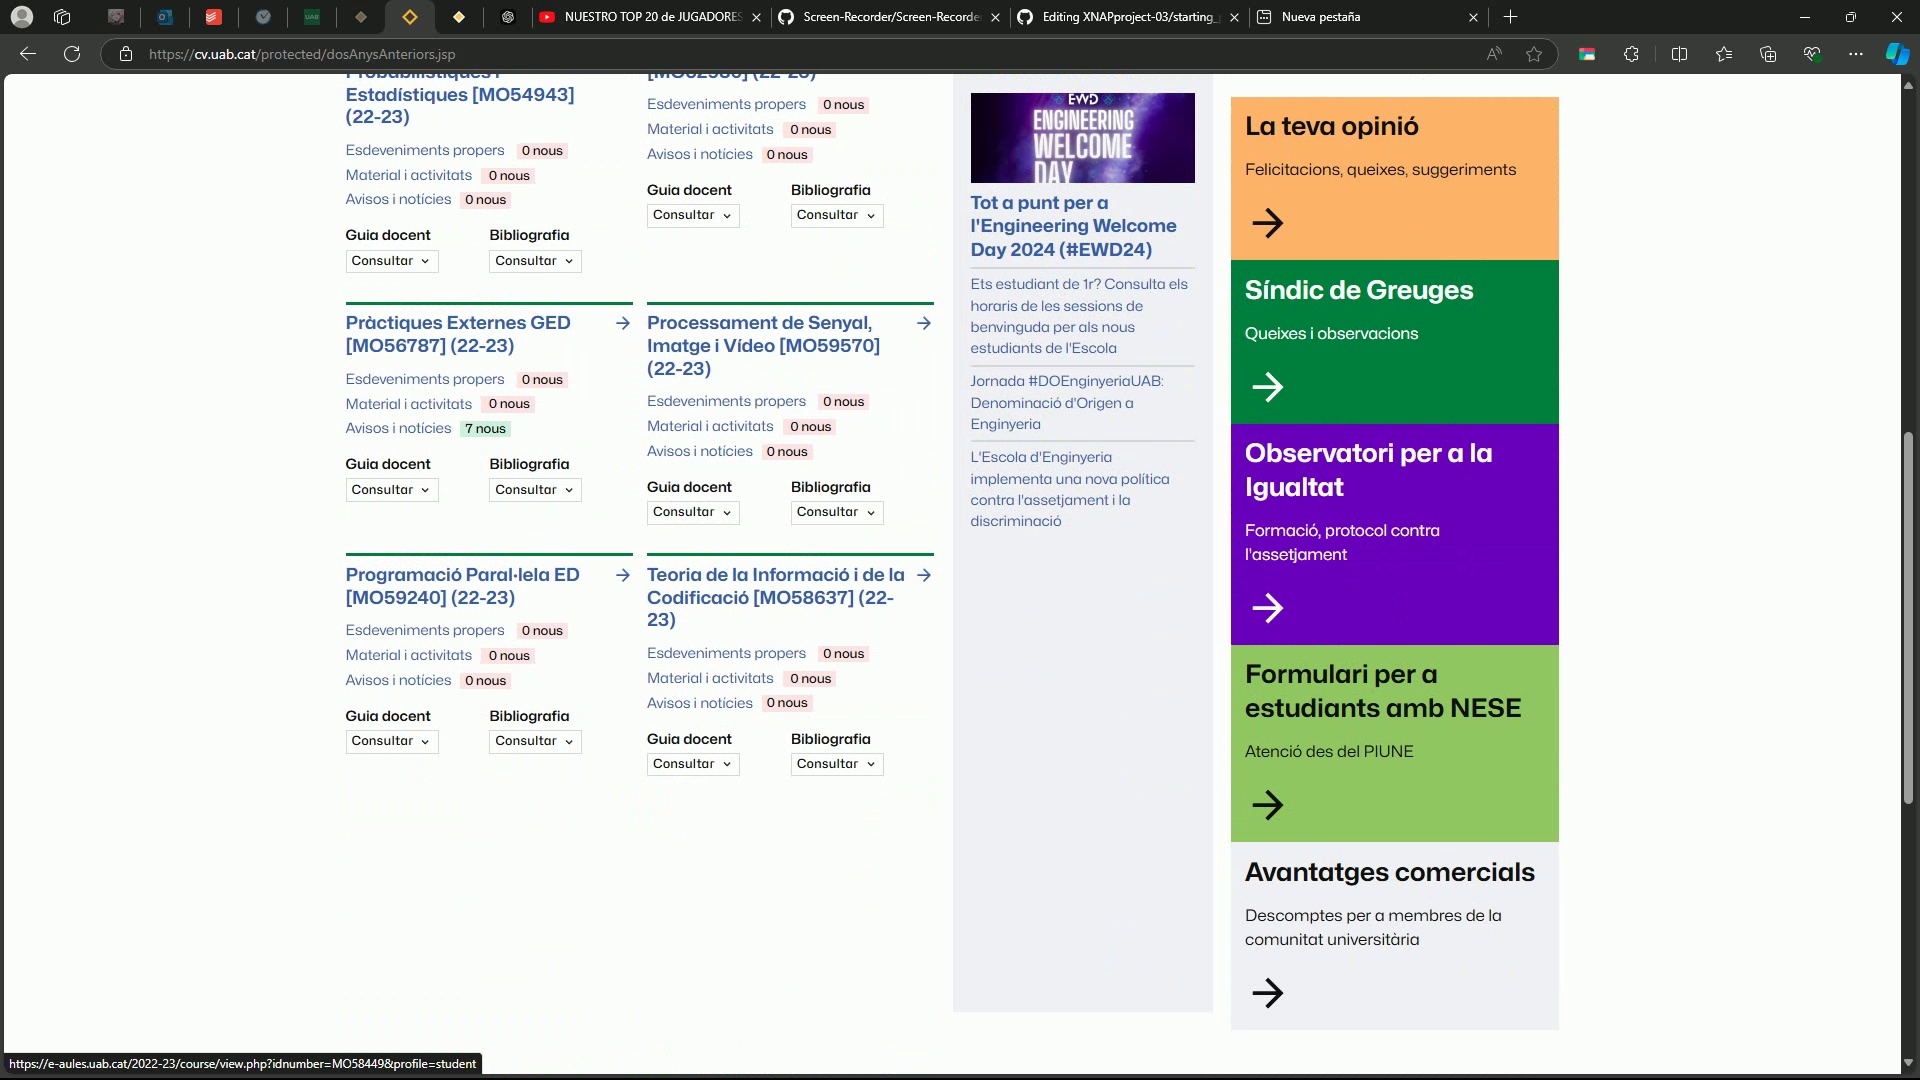 NUESTRO TOP 20 de JUGADORES
Screen-Recorder/Screen-Recorde
Editing XNAPproject-03/starting_
Nueva pestaña
https://cv.uab.cat/protected/dosAnysAnteriors.jsp
Probabilístiques i
Estadístiques [MO54943]
(22-23)
Esdeveniments propers 0 nous
Material i activitats 0 nous
Avisos i notícies 0 nous
Guia docent Bibliografia
Consultar Consultar
Esdeveniments propers 0 nous
Material i activitats 0 nous
Avisos i notícies 0 nous
Guia docent Bibliografia
Consultar Consultar
Pràctiques Externes GED
[MO56787] (22-23)
Esdeveniments propers 0 nous
Material i activitats 0 nous
Avisos i notícies 7 nous
Guia docent Bibliografia
Consultar Consultar
Processament de Senyal,
Imatge i Vídeo [MO59570]
(22-23)
Esdeveniments propers 0 nous
Material i activitats 0 nous
Avisos i notícies 0 nous
Guia docent Bibliografia
Consultar Consultar
Programació Paral·lela ED
[MO59240] (22-23)
Esdeveniments propers 0 nous
Material i activitats 0 nous
Avisos i notícies 0 nous
Guia docent Bibliografia
Consultar Consultar
Teoria de la Informació i de la
Codificació [MO58637] (22-
23)
Esdeveniments propers 0 nous
Material i activitats 0 nous
Avisos i notícies 0 nous
Guia docent Bibliografia
Consultar Consultar
EWD
ENGINEERING
WELCOME
DAY
Tot a punt per a
l'Engineering Welcome
Day 2024 (#EWD24)
Ets estudiant de 1r? Consulta els
horaris de les sessions de
benvinguda per als nous
estudiants de l'Escola
Jornada #DOEnginyeriaUAB:
Denominació d'Origen a
Enginyeria
L'Escola d'Enginyeria
implementa una nova política
contra l'assetjament i la
discriminació
La teva opinió
Felicitacions, queixes, suggeriments
Síndic de Greuges
Queixes i observacions
Observatori per a la
Igualtat
Formació, protocol contra
l'assetjament
Formulari per a
estudiants amb NESE
Atenció des del PIUNE
Avantatges comercials
Descomptes per a membres de la
comunitat universitària
https://e-aules.uab.cat/2022-23/course/view.php?idnumber=MO58449&profile=student